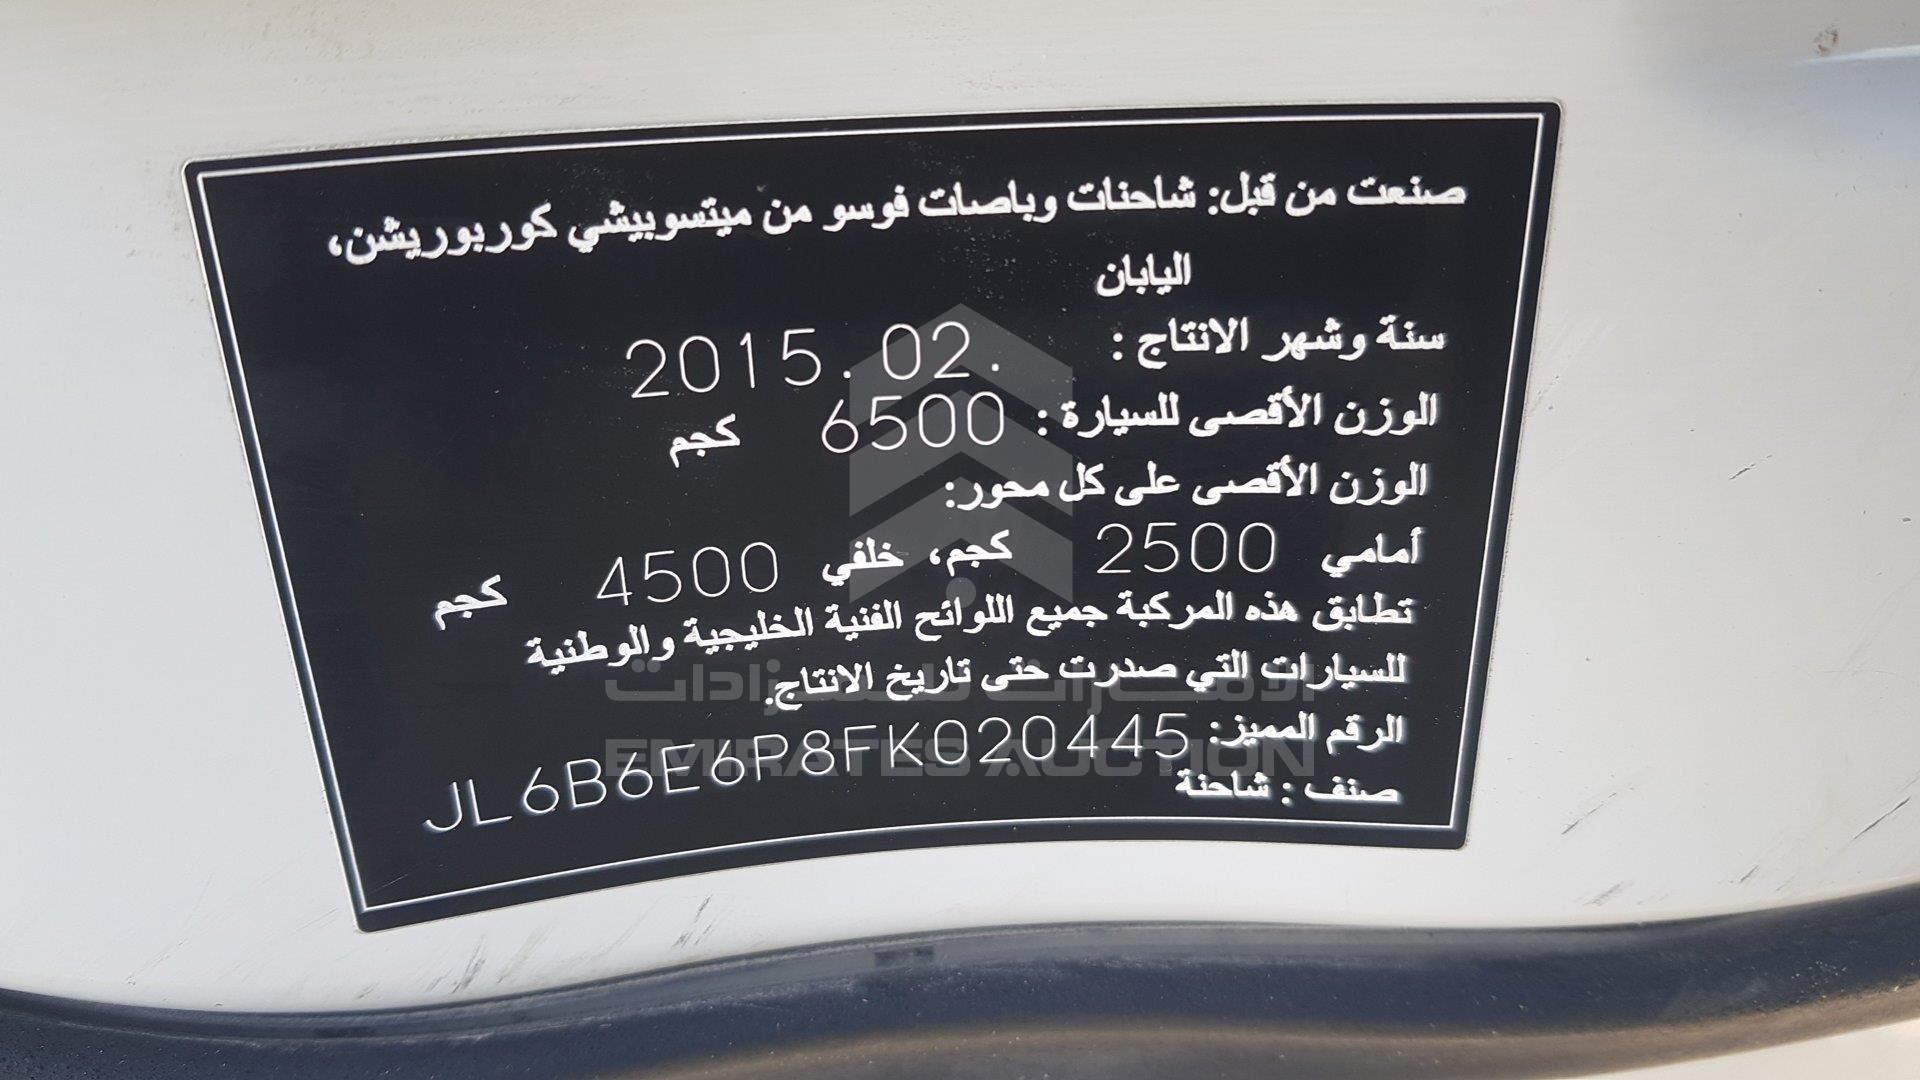 صنعت من قبل: شاحنات وباصات فوسو من ميتسوبيشي كوربوريشن،
اليابان
سنة وشهر الانتاج : 2015.02.
الوزن الأقصى للسيارة : 6500 كجم
الوزن الأقصى على كل محور:
أمامي 2500 كجم، خلفي 4500 كجم
تطابق هذه المركبة جميع اللوائح الفنية الخليجية والوطنية
للسيارات التي صدرت حتى تاريخ الانتاج.
الرقم المميز: JL6B6E6P8FK020445
صنف : شاحنة
الامارات للمزادات
EMIRATES AUCTION